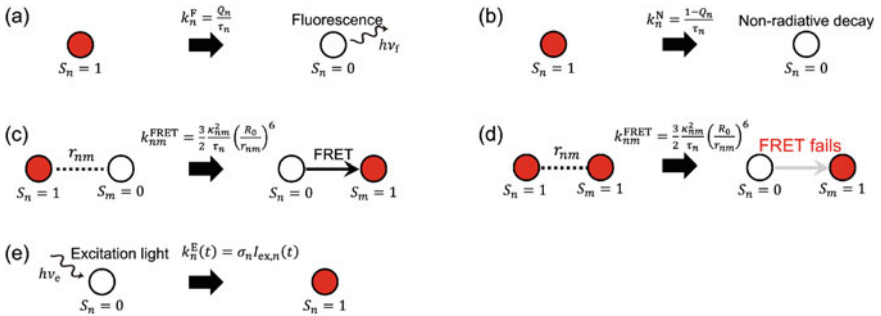 (a)
k_n^F = Q_n/τ_n
Fluorescence
hν_f
S_n = 1
S_n = 0
(b)
k_n^N = 1−Q_n/τ_n
Non-radiative decay
S_n = 1
S_n = 0
(c)
k_nm^FRET = 3/2 κ_nm^2/τ_n (R_0/r_nm)^6
r_nm
FRET
S_n = 1
S_m = 0
S_n = 0
S_m = 1
(d)
k_nm^FRET = 3/2 κ_nm^2/τ_n (R_0/r_nm)^6
FRET fails
r_nm
S_n = 1
S_m = 1
S_n = 0
S_m = 1
(e)
Excitation light
k_n^E(t) = σ_n I_ex,n(t)
hν_e
S_n = 0
S_n = 1